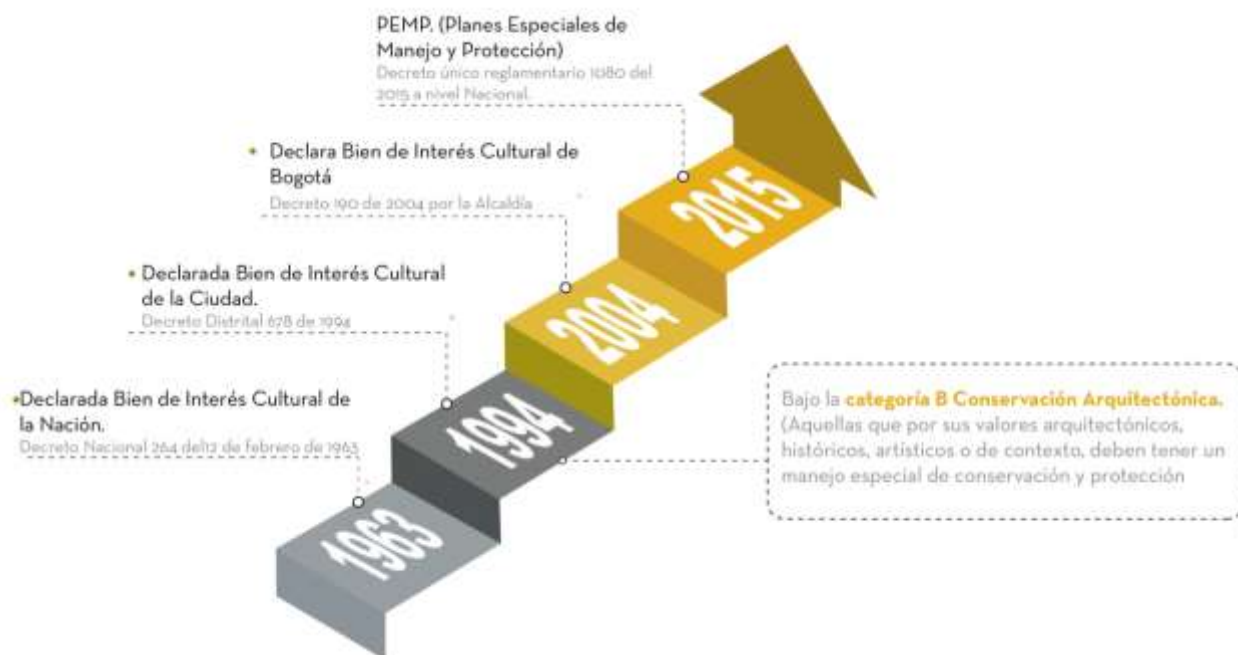 PEMP. (Planes Especiales de
Manejo y Protección)
Decreto único reglamentario 1080 del
2015 a nivel Nacional.
• Declara Bien de Interés Cultural de
Bogotá
Decreto 190 de 2004 por la Alcaldía
• Declarada Bien de Interés Cultural
de la Ciudad.
Decreto Distrital 678 de 1994
•Declarada Bien de Interés Cultural de
la Nación.
Decreto Nacional 264 del12 de febrero de 1963
2015
2004
1994
1963
Bajo la categoría B Conservación Arquitectónica.
(Aquellas que por sus valores arquitectónicos,
históricos, artísticos o de contexto, deben tener un
manejo especial de conservación y protección